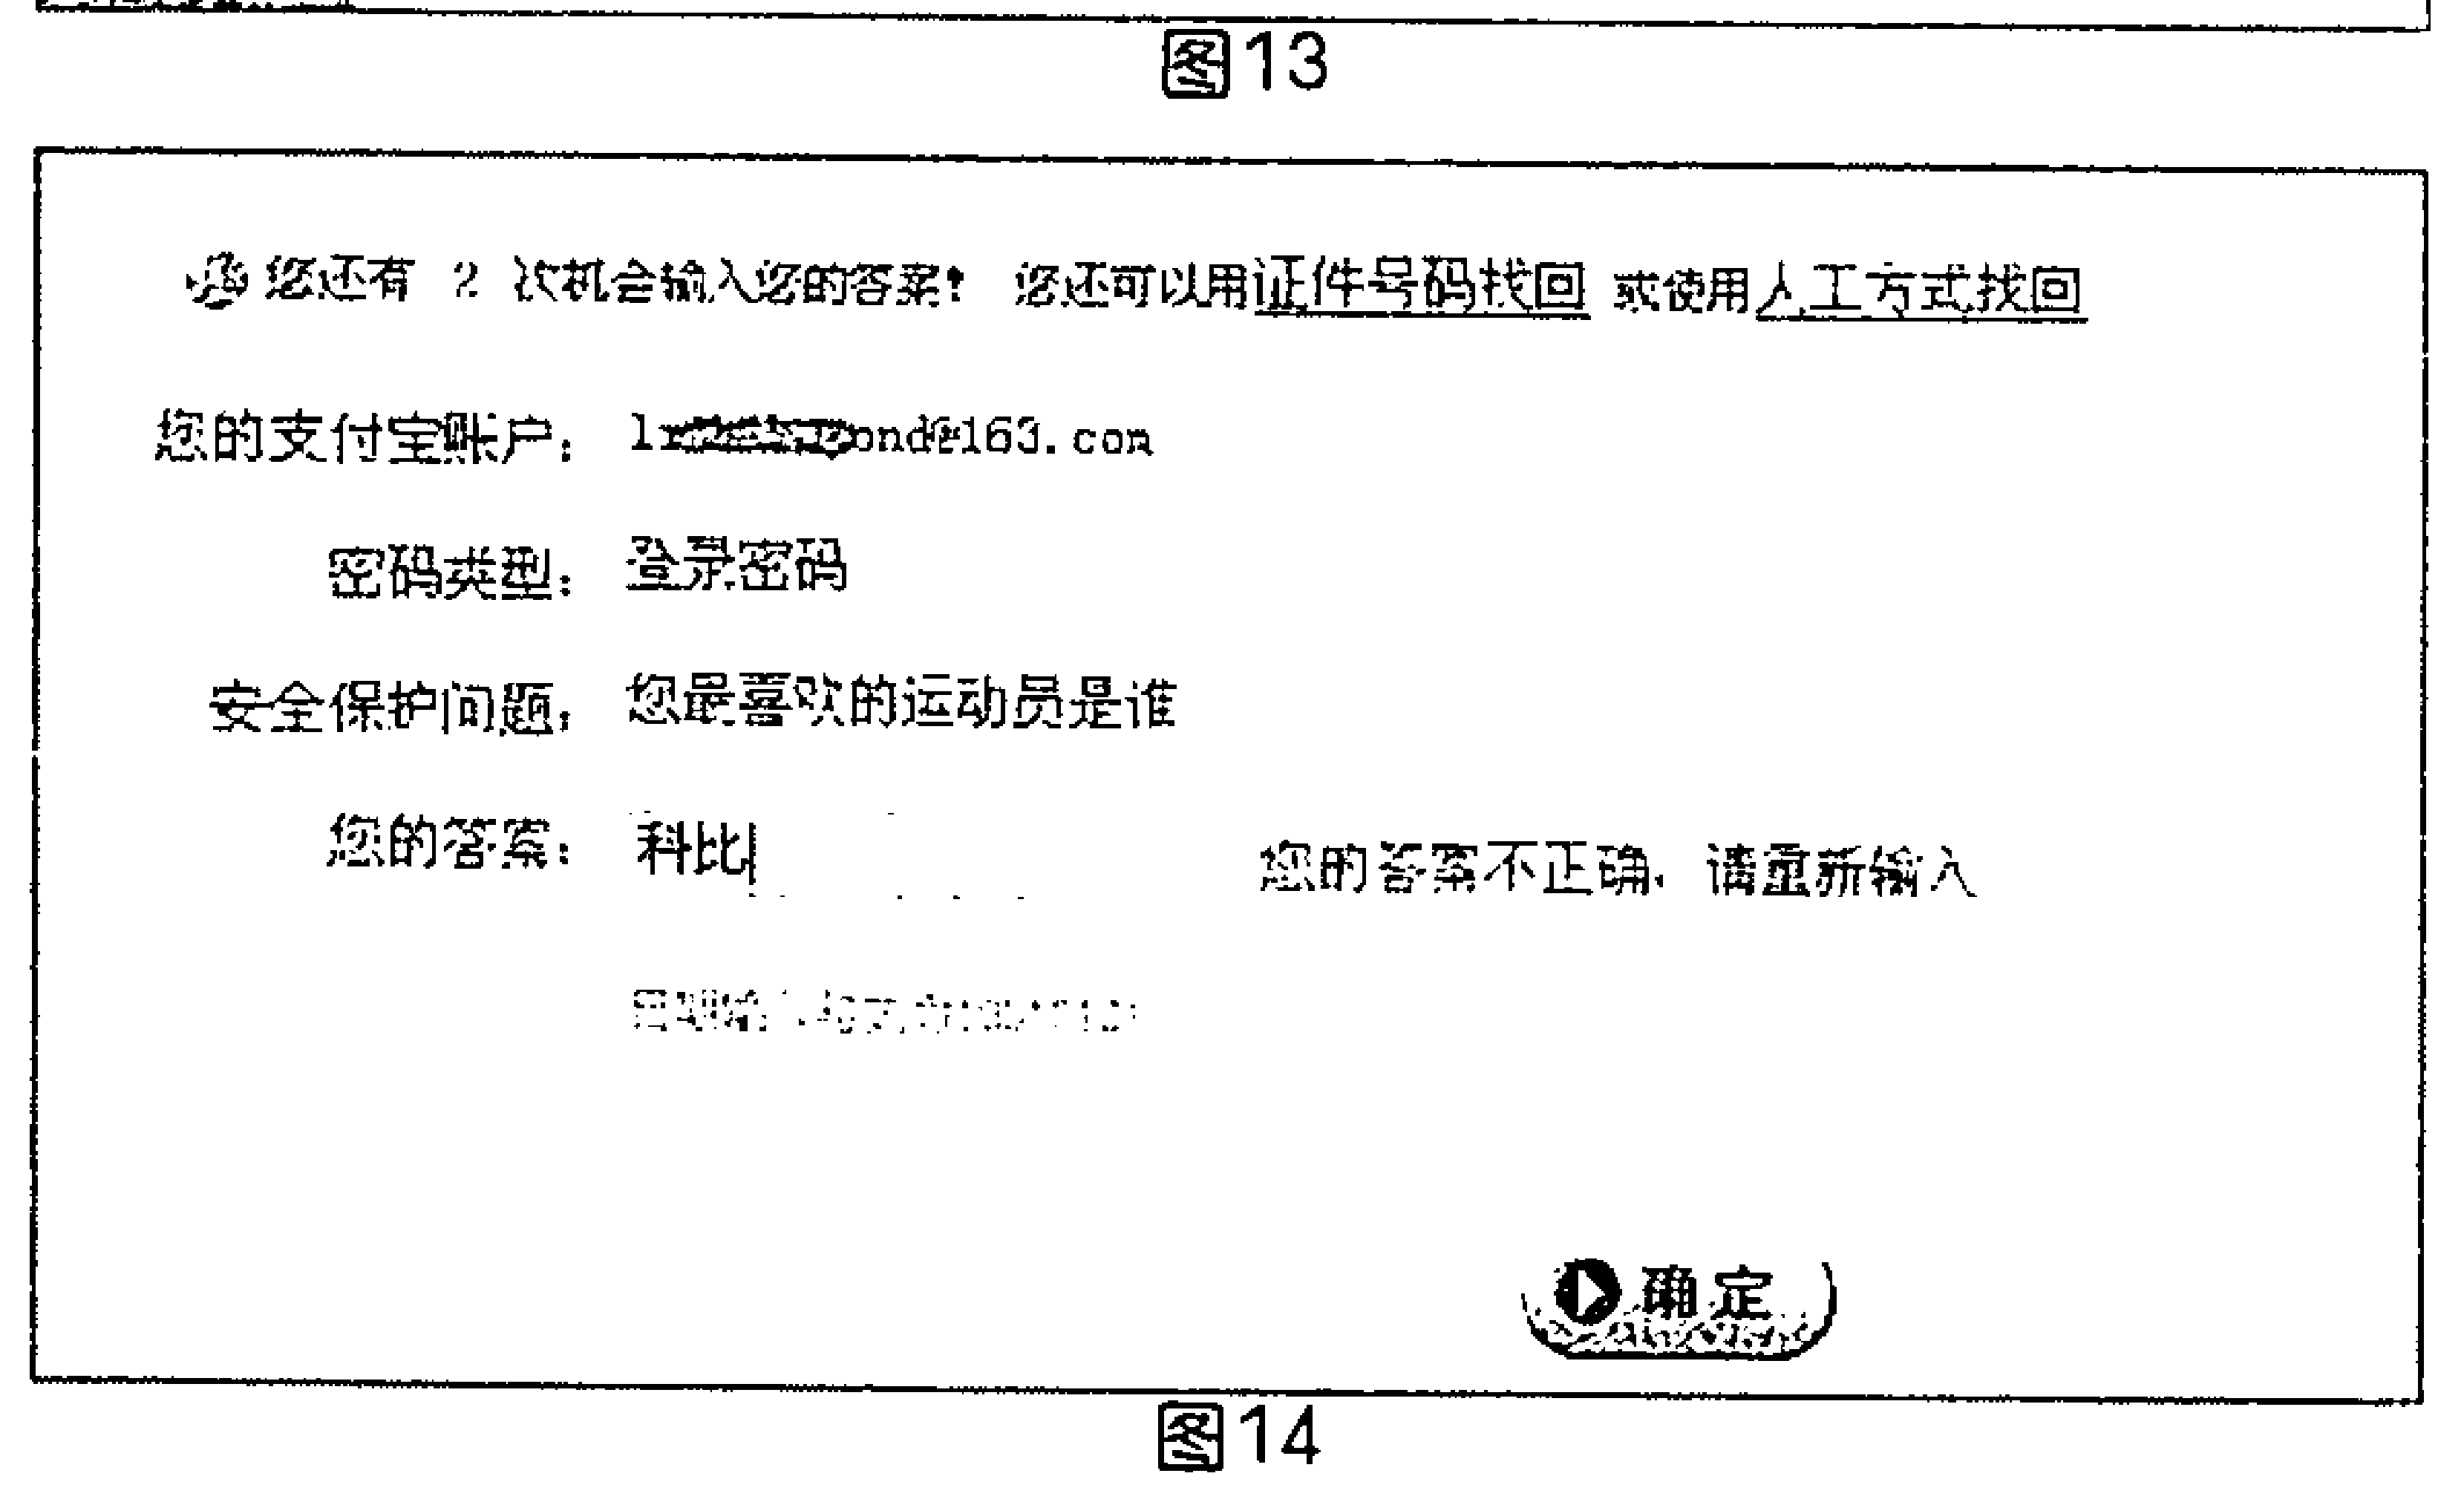 图13
您还有 2 次机会输入您的答案！ 您还可以用证件号码找回 或使用人工方式找回
您的支付宝账户： ond@163.com
密码类型： 登录密码
安全保护问题： 您最喜欢的运动员是谁
您的答案： 科比 您的答案不正确，请重新输入
确定
图14